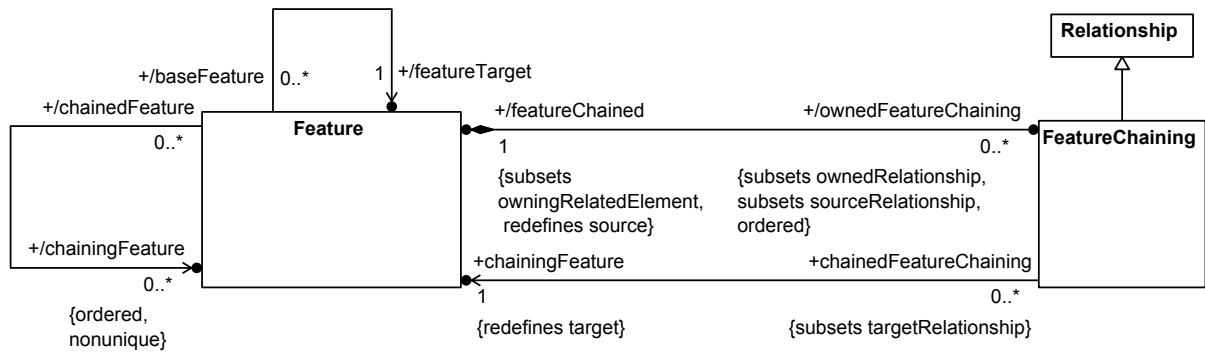 Relationship
+/baseFeature
0..*
1
+/featureTarget
+/chainedFeature
0..*
Feature
+/featureChained
1
{subsets
owningRelatedElement,
redefines source}
+/ownedFeatureChaining
0..*
{subsets ownedRelationship,
subsets sourceRelationship,
ordered}
FeatureChaining
+/chainingFeature
0..*
{ordered,
nonunique}
+chainingFeature
1
{redefines target}
+chainedFeatureChaining
0..*
{subsets targetRelationship}